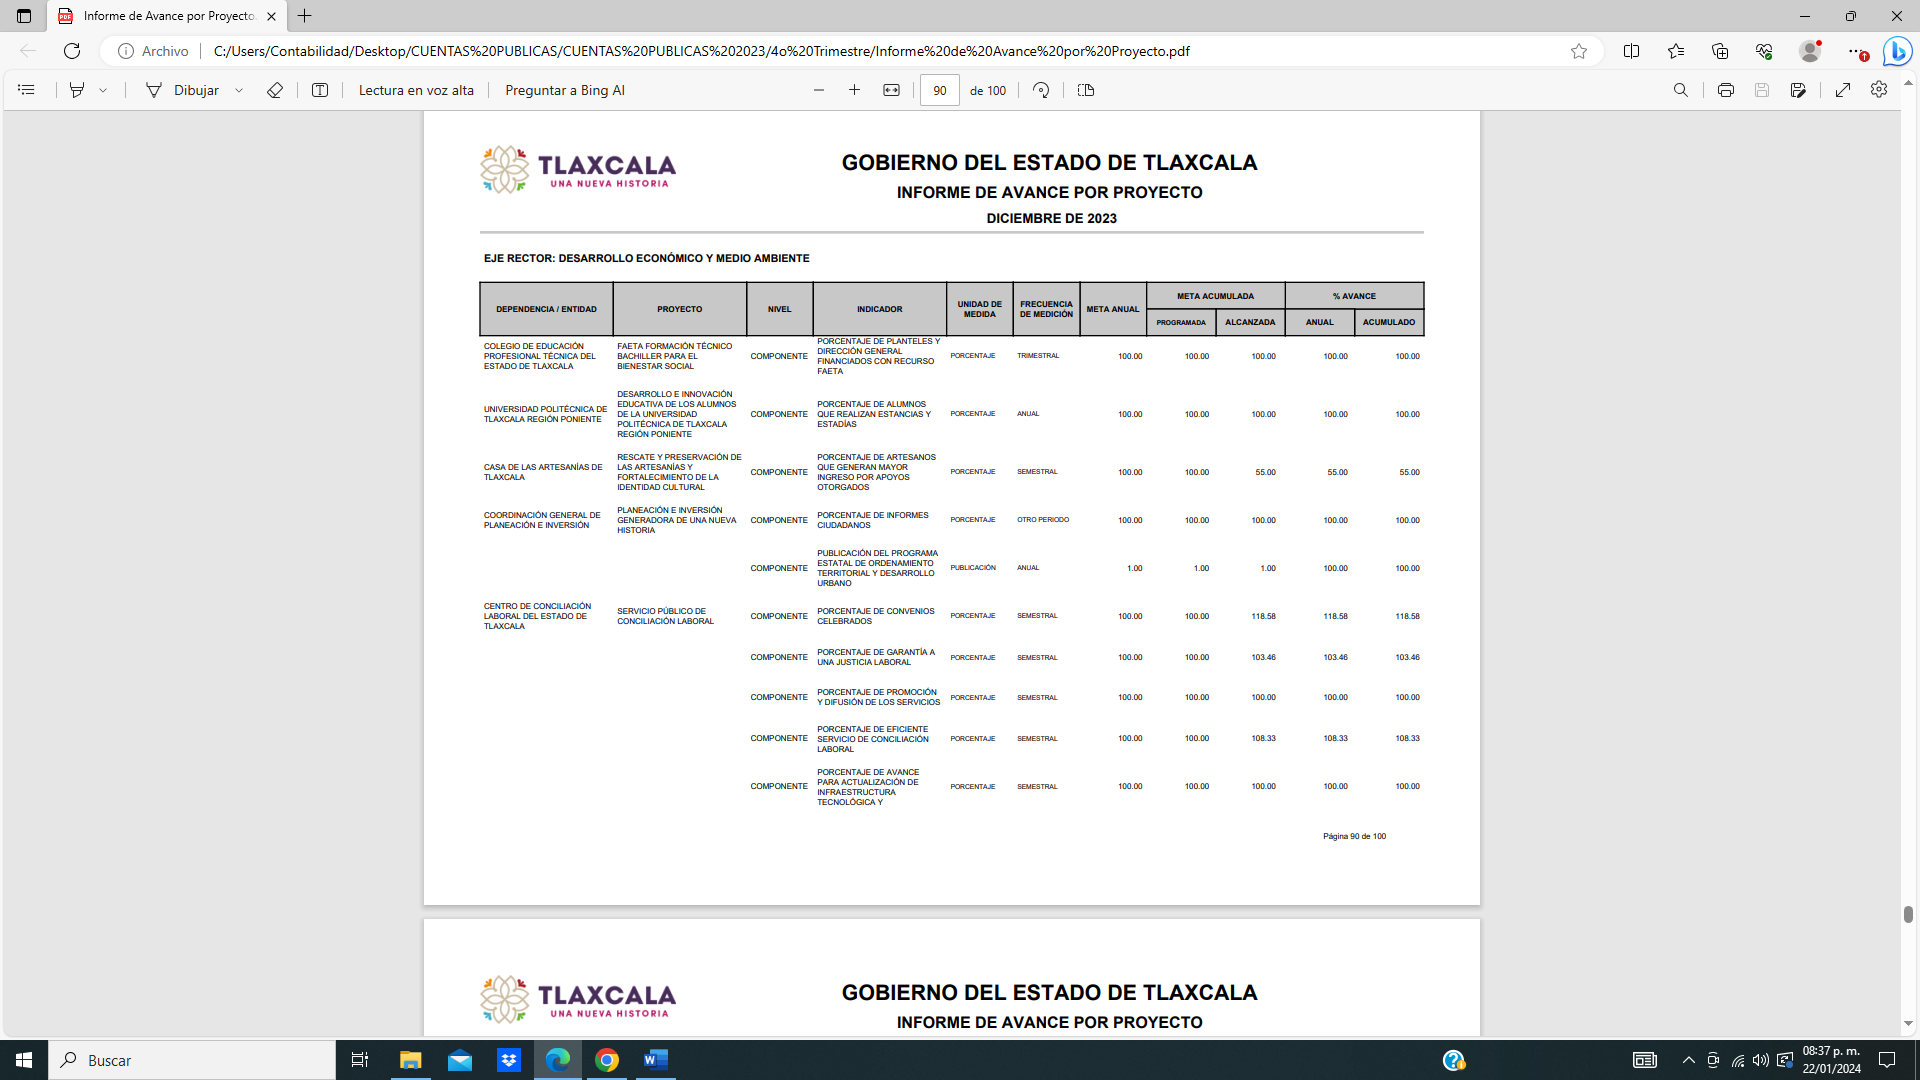 Informe de Avance por Proyecto.
Archivo
C:/Users/Contabilidad/Desktop/CUENTAS%20PUBLICAS/CUENTAS%20PUBLICAS%202023/4o%20Trimestre/Informe%20de%20Avance%20por%20Proyecto.pdf
Dibujar
Lectura en voz alta
Preguntar a Bing AI
90 de 100
TLAXCALA
UNA NUEVA HISTORIA
GOBIERNO DEL ESTADO DE TLAXCALA
INFORME DE AVANCE POR PROYECTO
DICIEMBRE DE 2023
EJE RECTOR: DESARROLLO ECONÓMICO Y MEDIO AMBIENTE
DEPENDENCIA / ENTIDAD
PROYECTO
NIVEL
INDICADOR
UNIDAD DE
MEDIDA
FRECUENCIA
DE MEDICIÓN
META ANUAL
META ACUMULADA
PROGRAMADA
ALCANZADA
% AVANCE
ANUAL
ACUMULADO
COLEGIO DE EDUCACIÓN
PROFESIONAL TÉCNICA DEL
ESTADO DE TLAXCALA
FAETA FORMACIÓN TÉCNICO
BACHILLER PARA EL
BIENESTAR SOCIAL
COMPONENTE
PORCENTAJE DE PLANTELES Y
DIRECCIÓN GENERAL
FINANCIADOS CON RECURSO
FAETA
PORCENTAJE
TRIMESTRAL
100.00 100.00 100.00 100.00 100.00
UNIVERSIDAD POLITÉCNICA DE
TLAXCALA REGIÓN PONIENTE
DESARROLLO E INNOVACIÓN
EDUCATIVA DE LOS ALUMNOS
DE LA UNIVERSIDAD
POLITÉCNICA DE TLAXCALA
REGIÓN PONIENTE
COMPONENTE
PORCENTAJE DE ALUMNOS
QUE REALIZAN ESTANCIAS Y
ESTADÍAS
PORCENTAJE
ANUAL
100.00 100.00 100.00 100.00 100.00
CASA DE LAS ARTESANÍAS DE
TLAXCALA
RESCATE Y PRESERVACIÓN DE
LAS ARTESANÍAS Y
FORTALECIMIENTO DE LA
IDENTIDAD CULTURAL
COMPONENTE
PORCENTAJE DE ARTESANOS
QUE GENERAN MAYOR
INGRESO POR APOYOS
OTORGADOS
PORCENTAJE
SEMESTRAL
100.00 100.00 55.00 55.00 55.00
COORDINACIÓN GENERAL DE
PLANEACIÓN E INVERSIÓN
PLANEACIÓN E INVERSIÓN
GENERADORA DE UNA NUEVA
HISTORIA
COMPONENTE
PORCENTAJE DE INFORMES
CIUDADANOS
PORCENTAJE
OTRO PERIODO
100.00 100.00 100.00 100.00 100.00
COMPONENTE
PUBLICACIÓN DEL PROGRAMA
ESTATAL DE ORDENAMIENTO
TERRITORIAL Y DESARROLLO
URBANO
PUBLICACIÓN
ANUAL
1.00 1.00 1.00 100.00 100.00
CENTRO DE CONCILIACIÓN
LABORAL DEL ESTADO DE
TLAXCALA
SERVICIO PÚBLICO DE
CONCILIACIÓN LABORAL
COMPONENTE
PORCENTAJE DE CONVENIOS
CELEBRADOS
PORCENTAJE
SEMESTRAL
100.00 100.00 118.58 118.58 118.58
COMPONENTE
PORCENTAJE DE GARANTÍA A
UNA JUSTICIA LABORAL
PORCENTAJE
SEMESTRAL
100.00 100.00 103.46 103.46 103.46
COMPONENTE
PORCENTAJE DE PROMOCIÓN
Y DIFUSIÓN DE LOS SERVICIOS
PORCENTAJE
SEMESTRAL
100.00 100.00 100.00 100.00 100.00
COMPONENTE
PORCENTAJE DE EFICIENTE
SERVICIO DE CONCILIACIÓN
LABORAL
PORCENTAJE
SEMESTRAL
100.00 100.00 108.33 108.33 108.33
COMPONENTE
PORCENTAJE DE AVANCE
PARA ACTUALIZACIÓN DE
INFRAESTRUCTURA
TECNOLÓGICA Y
PORCENTAJE
SEMESTRAL
100.00 100.00 100.00 100.00 100.00
Página 90 de 100
TLAXCALA
UNA NUEVA HISTORIA
GOBIERNO DEL ESTADO DE TLAXCALA
INFORME DE AVANCE POR PROYECTO
Buscar
08:37 p. m.
22/01/2024